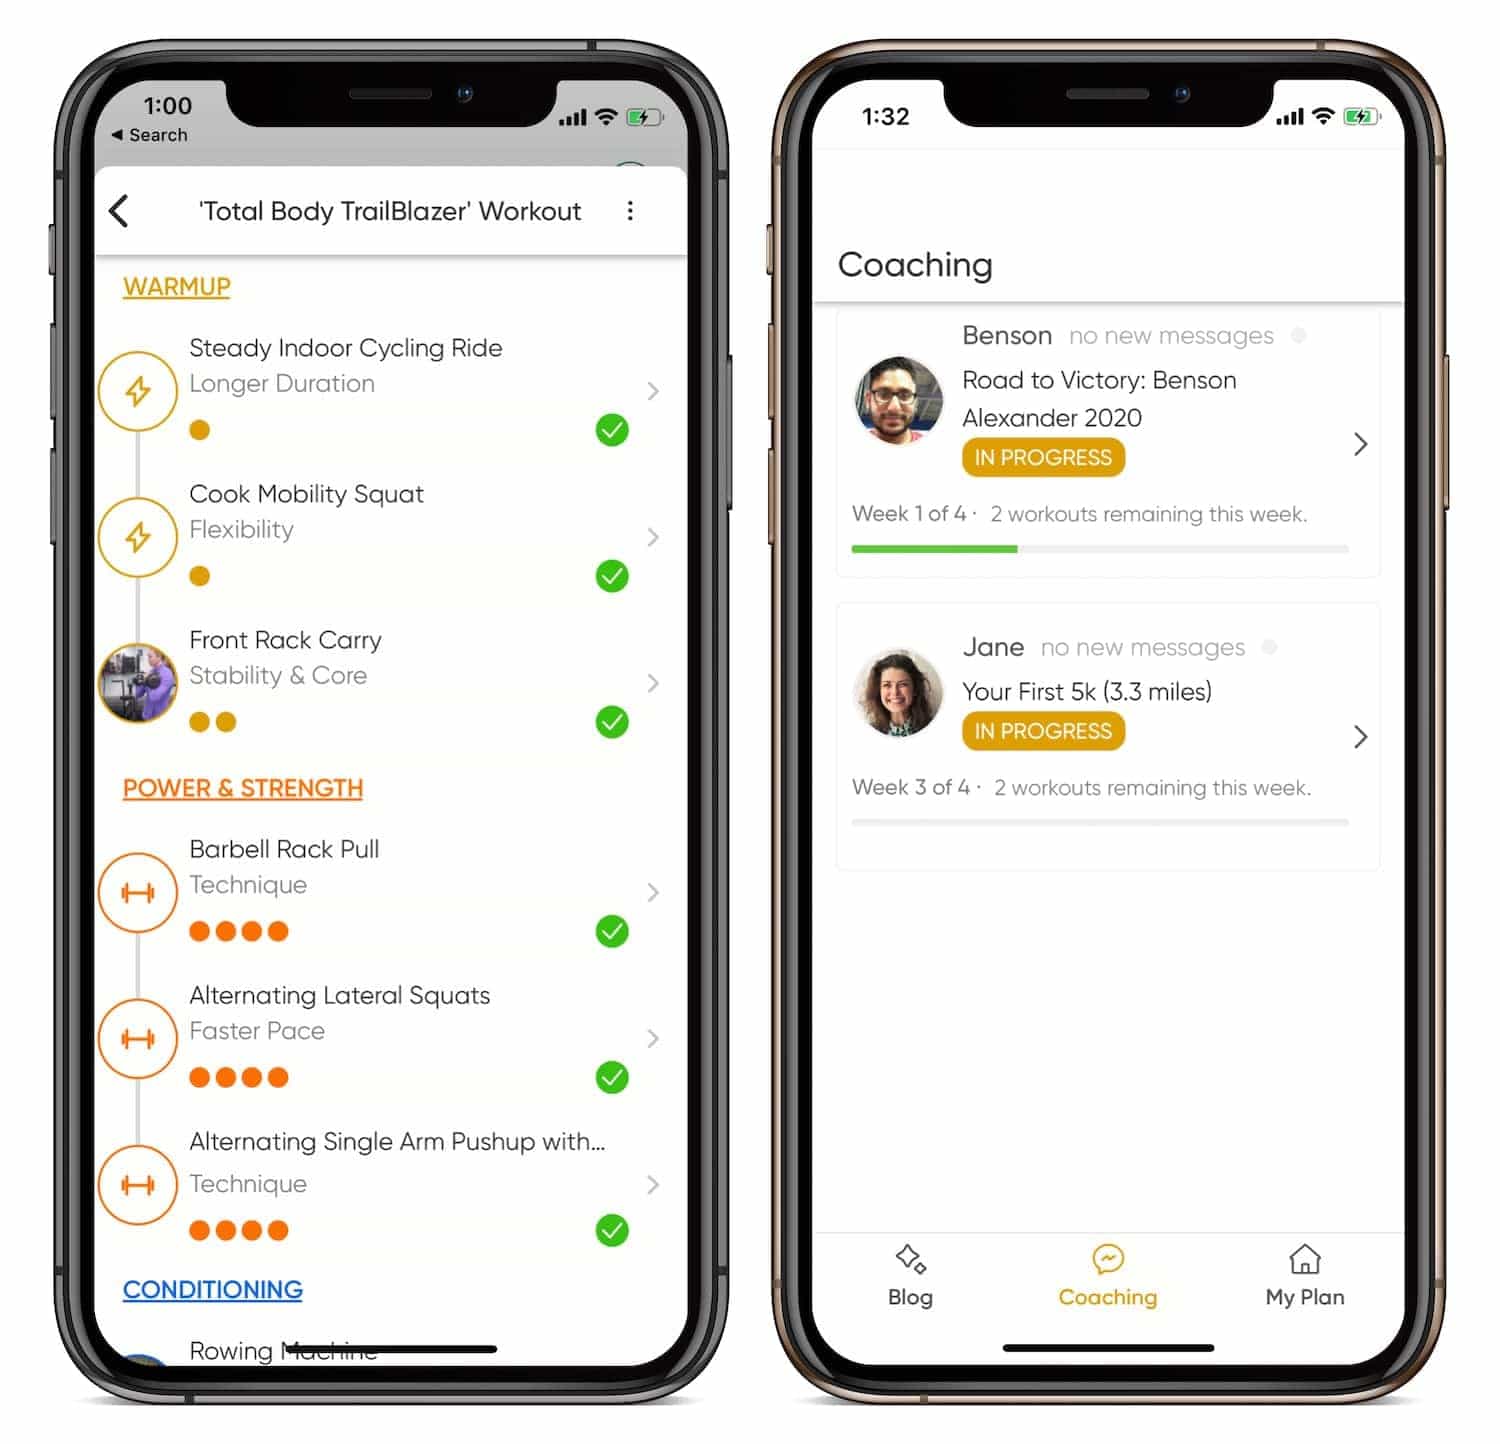 1:00
◀ Search
'Total Body TrailBlazer' Workout
WARMUP
Steady Indoor Cycling Ride
Longer Duration
Cook Mobility Squat
Flexibility
Front Rack Carry
Stability & Core
POWER & STRENGTH
Barbell Rack Pull
Technique
Alternating Lateral Squats
Faster Pace
Alternating Single Arm Pushup with...
Technique
CONDITIONING
Rowing Machine
1:32
Coaching
Benson no new messages
Road to Victory: Benson
Alexander 2020
IN PROGRESS
Week 1 of 4 · 2 workouts remaining this week.
Jane no new messages
Your First 5k (3.3 miles)
IN PROGRESS
Week 3 of 4 · 2 workouts remaining this week.
Blog
Coaching
My Plan